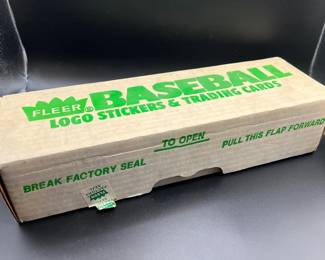 FLEER BASEBALL
LOGO STICKERS & TRADING CARDS
TO OPEN
BREAK FACTORY SEAL
PULL THIS FLAP FORWARD